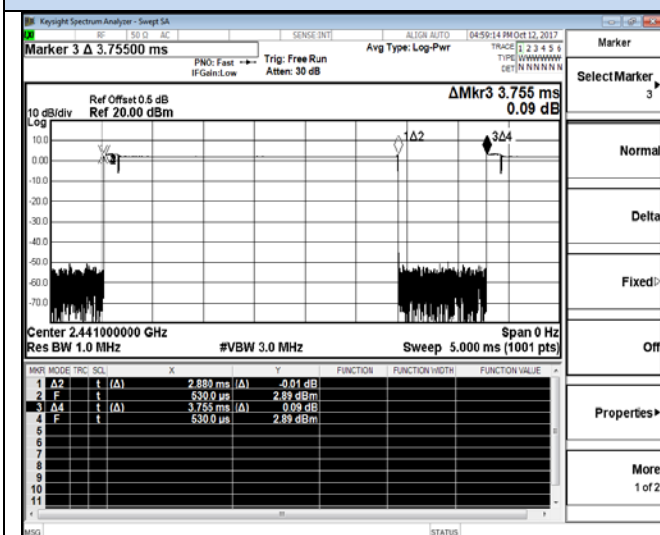 Keysight Spectrum Analyzer - Swept SA
RF 50 Ω AC SENSE:INT ALIGN AUTO 04:59:14 PM Oct 12, 2017
Marker 3 Δ 3.75500 ms
PNO: Fast
IFGain:Low
Trig: Free Run
Atten: 30 dB
Avg Type: Log-Pwr
TRACE 1 2 3 4 5 6
TYPE WWWWWW
DET N N N N N N
Ref Offset 0.5 dB
10 dB/div Ref 20.00 dBm
Log
ΔMkr3 3.755 ms
0.09 dB
10.0
0.00
-10.0
-20.0
-30.0
-40.0
-50.0
-60.0
-70.0
1Δ2
3Δ4
Center 2.441000000 GHz Span 0 Hz
Res BW 1.0 MHz #VBW 3.0 MHz Sweep 5.000 ms (1001 pts)
MKR MODE TRC SCL X Y FUNCTION FUNCTION WIDTH FUNCTION VALUE
1 Δ2 t (Δ) 2.880 ms (Δ) -0.01 dB
2 F t 530.0 µs 2.89 dBm
3 Δ4 t (Δ) 3.755 ms (Δ) 0.09 dB
4 F t 530.0 µs 2.89 dBm
5
6
7
8
9
10
11
MSG STATUS
Marker
Select Marker
3
Normal
Delta
Fixed
Off
Properties
More
1 of 2